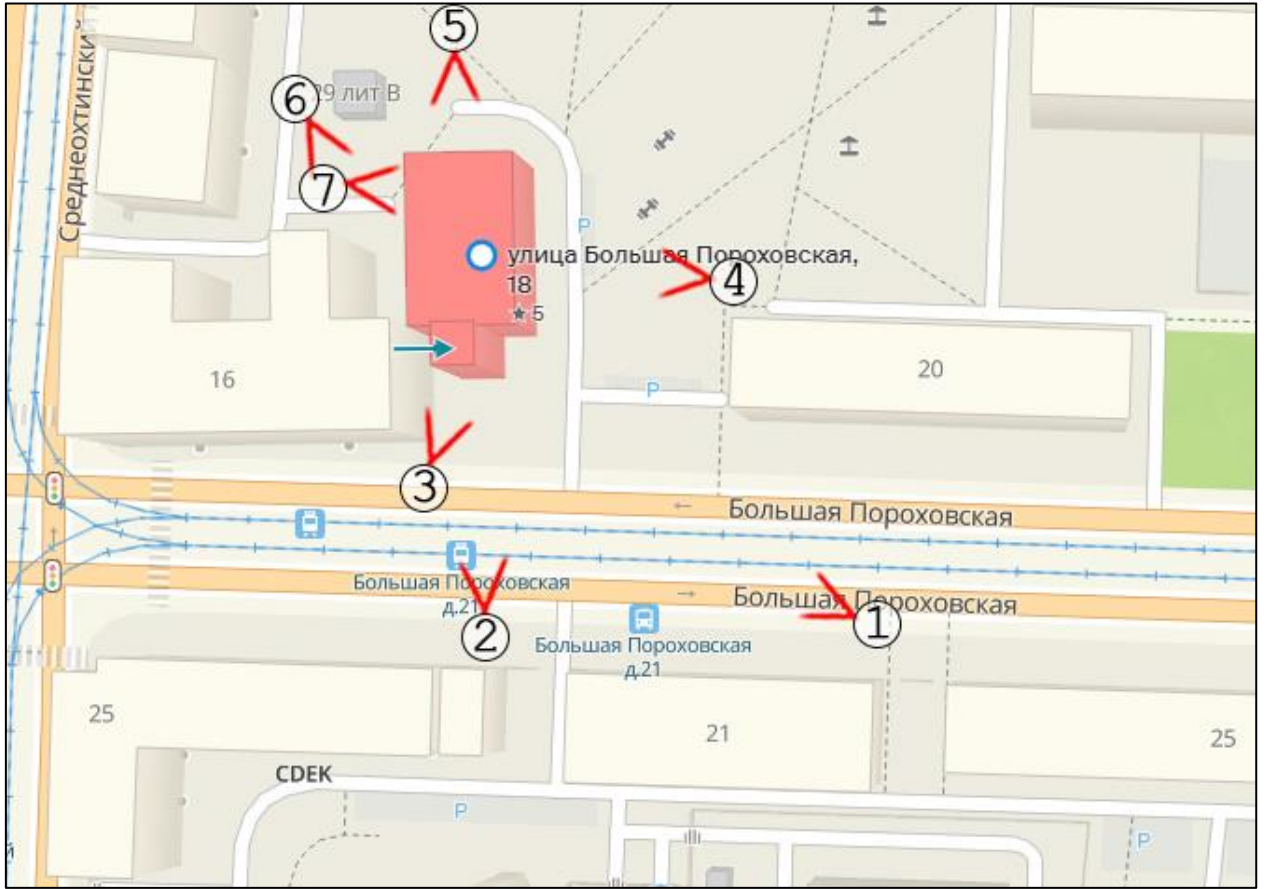 ⑤
Среднеохтинский
29 лит В
⑥
⑦
P
улица Большая Пороховская,
18
★ 5
④
16
20
P
③
← Большая Пороховская
Большая Пороховская
д.21
→ Большая Пороховская
①
②
Большая Пороховская
д.21
25
21
25
CDEK
P
P
й